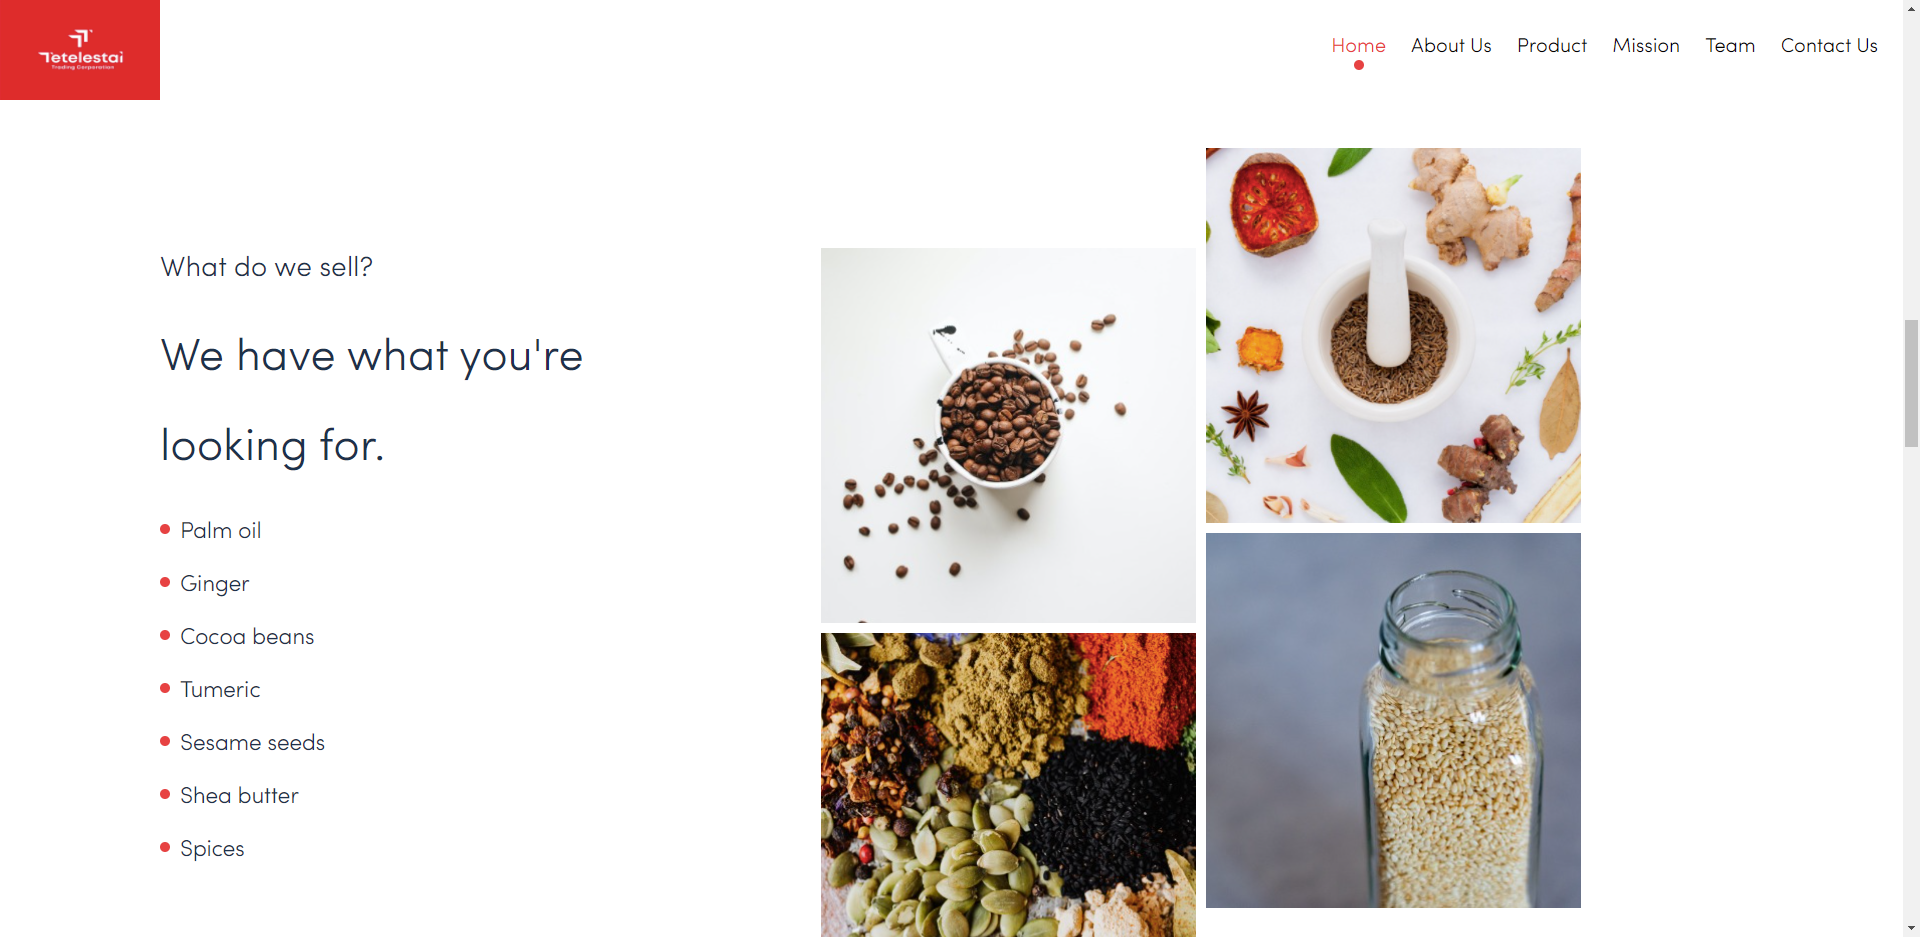 Tetelestai
Trading Corporation
Home
About Us
Product
Mission
Team
Contact Us
What do we sell?
We have what you're
looking for.
Palm oil
Ginger
Cocoa beans
Tumeric
Sesame seeds
Shea butter
Spices